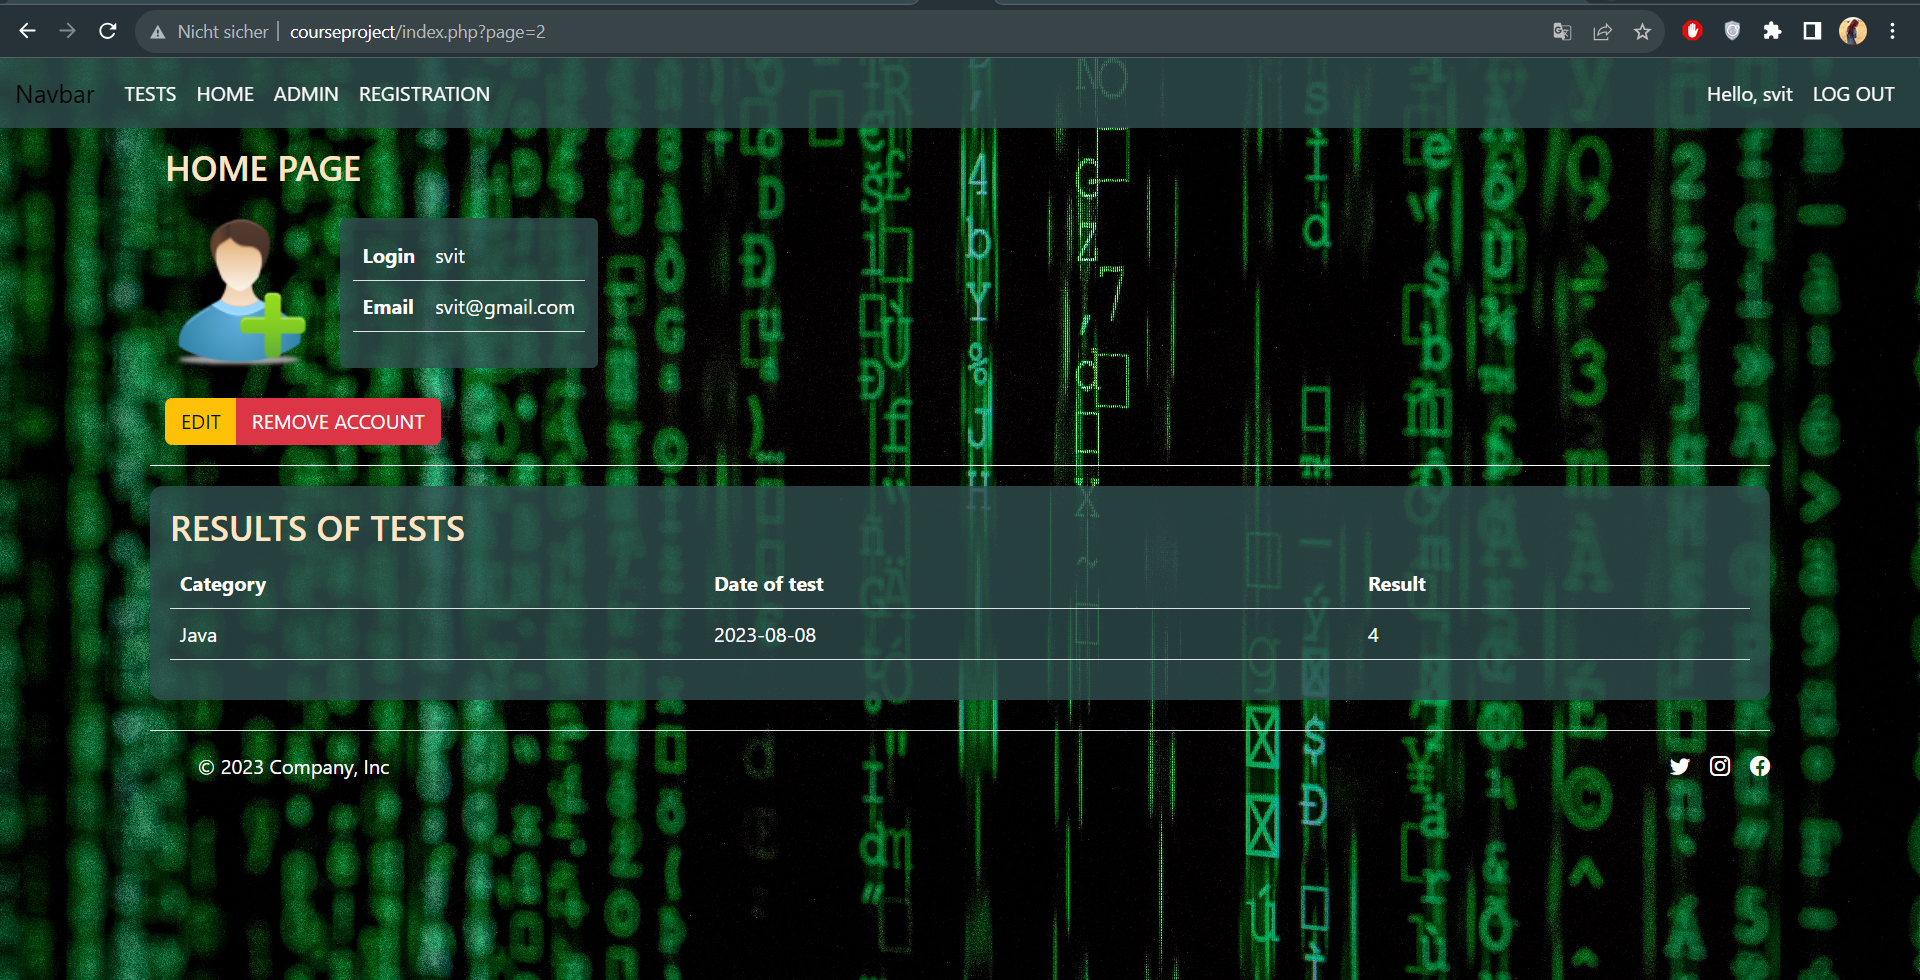 Nicht sicher courseproject/index.php?page=2
Navbar TESTS HOME ADMIN REGISTRATION Hello, svit LOG OUT
HOME PAGE
Login svit
Email svit@gmail.com
EDIT REMOVE ACCOUNT
RESULTS OF TESTS
Category Date of test Result
Java 2023-08-08 4
© 2023 Company, Inc